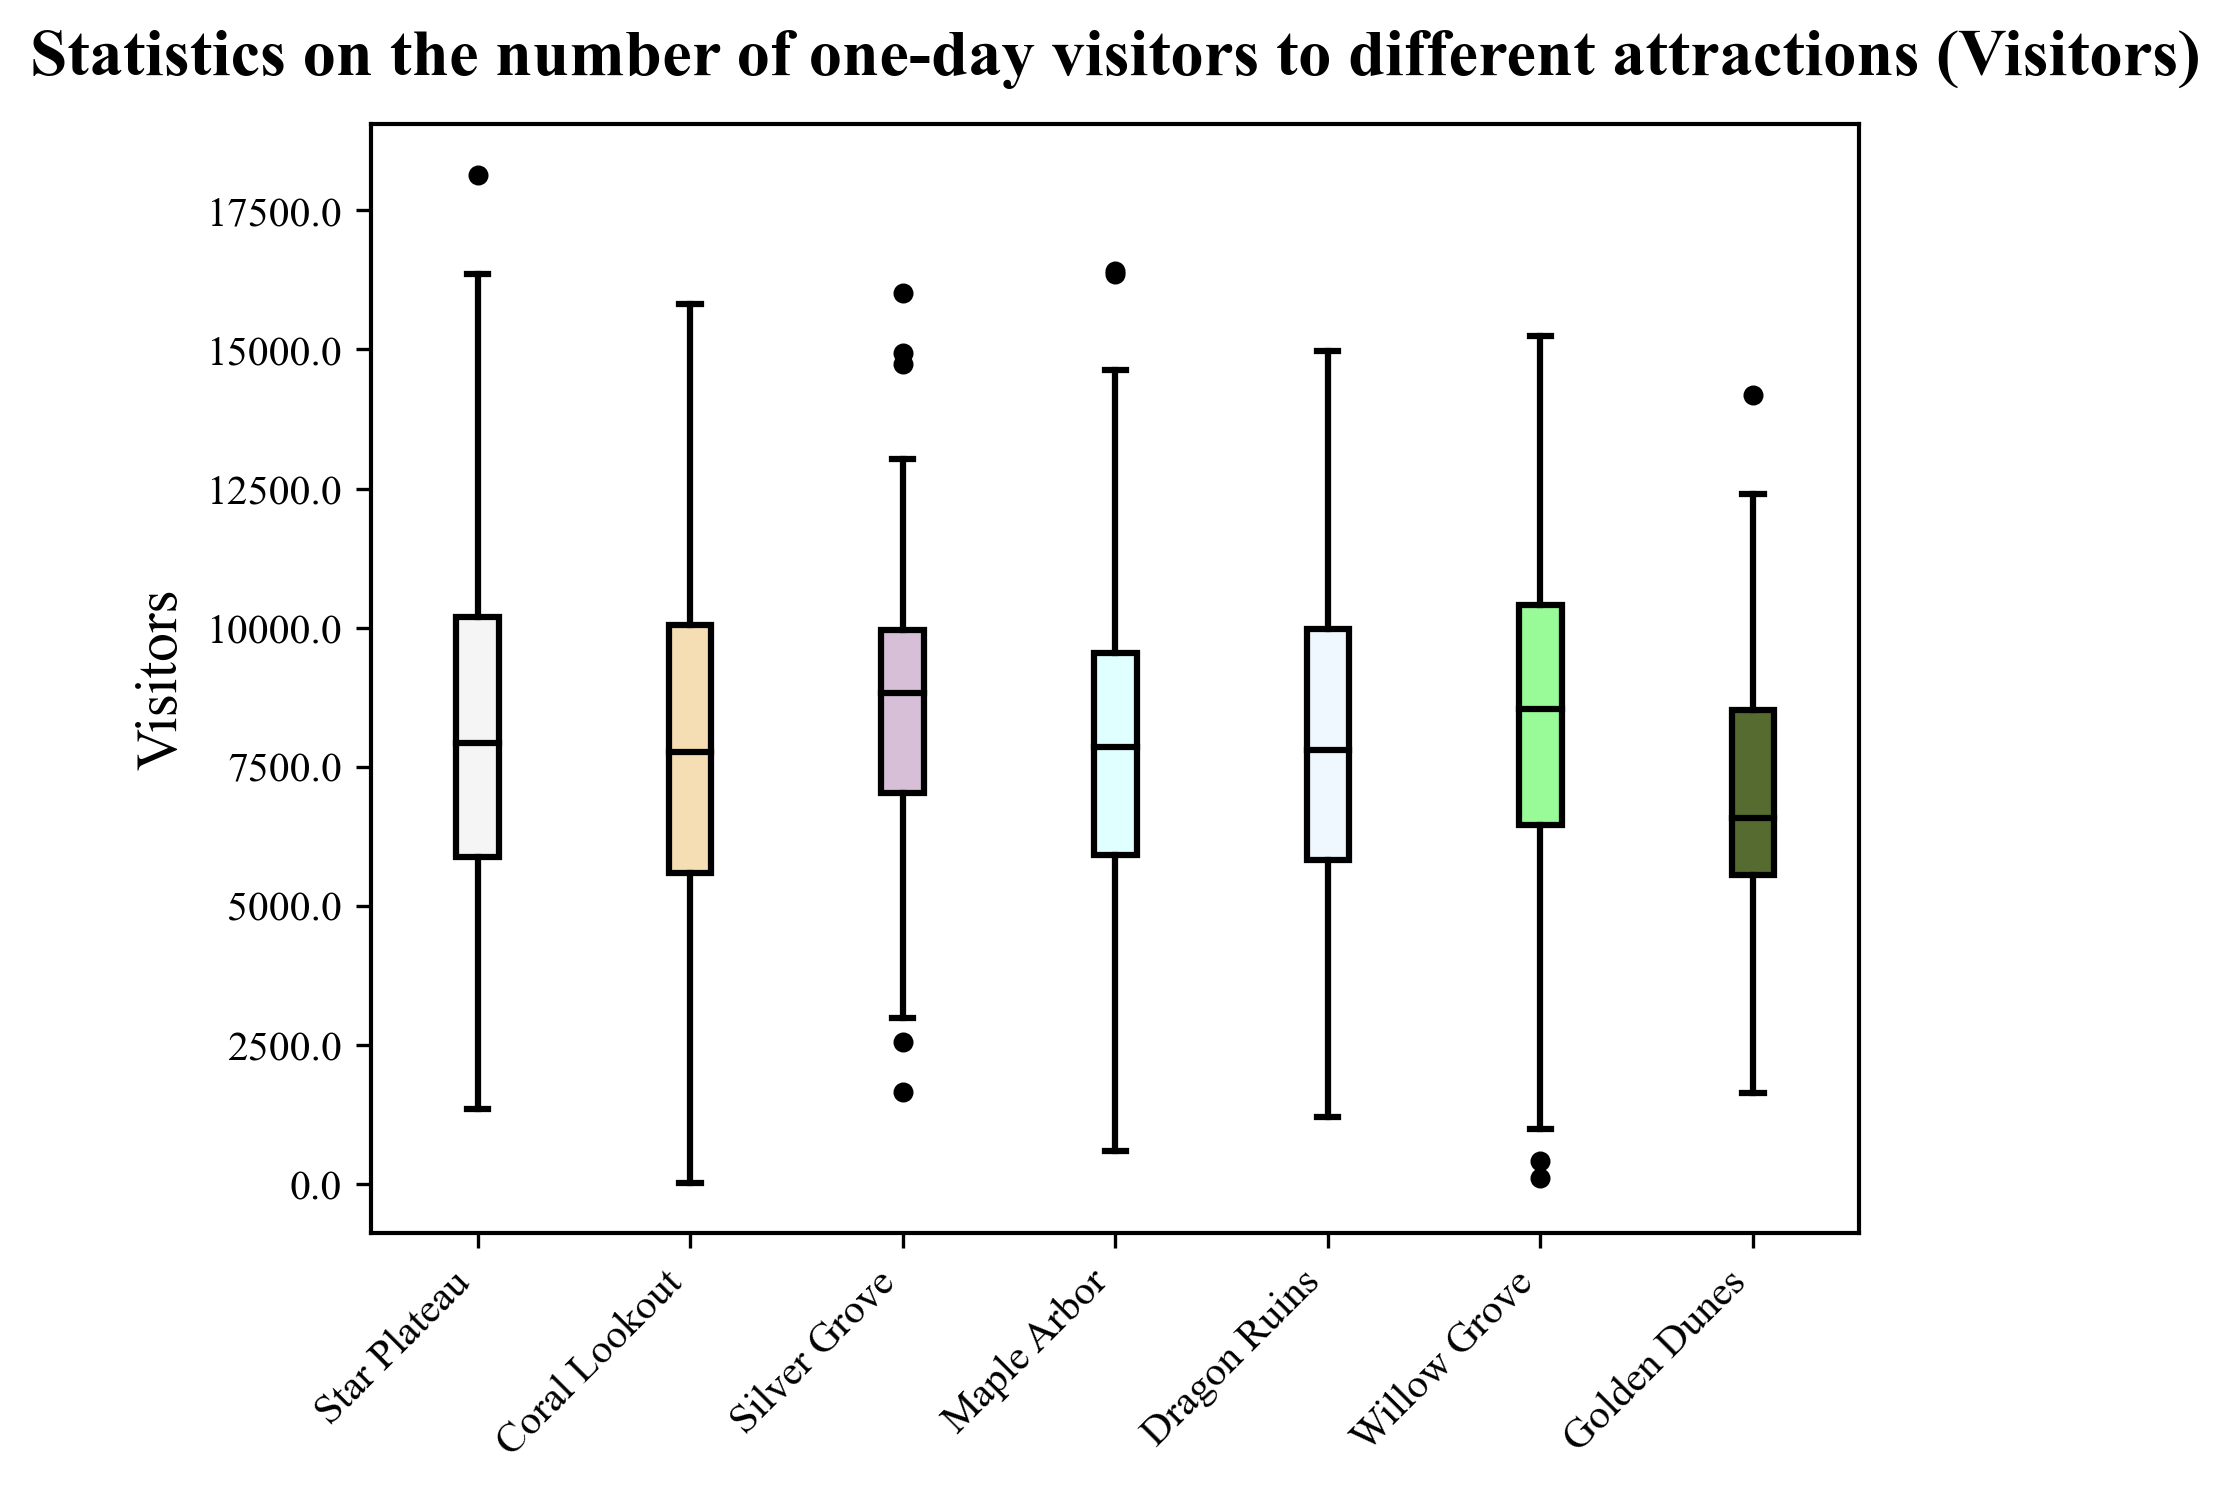 Statistics on the number of one-day visitors to different attractions (Visitors)
Visitors
17500.0
15000.0
12500.0
10000.0
7500.0
5000.0
2500.0
0.0
Star Plateau
Coral Lookout
Silver Grove
Maple Arbor
Dragon Ruins
Willow Grove
Golden Dunes